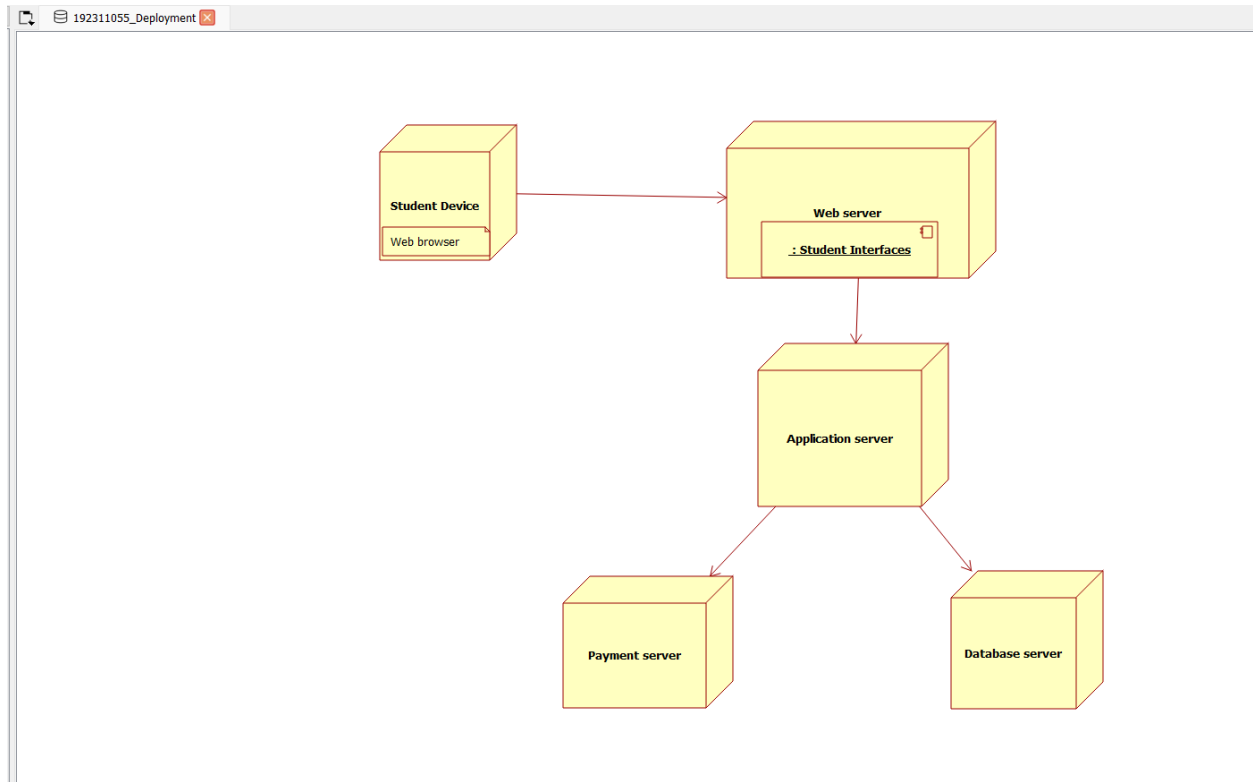 192311055_Deployment
Student Device
Web browser
Web server
: Student Interfaces
Application server
Payment server
Database server